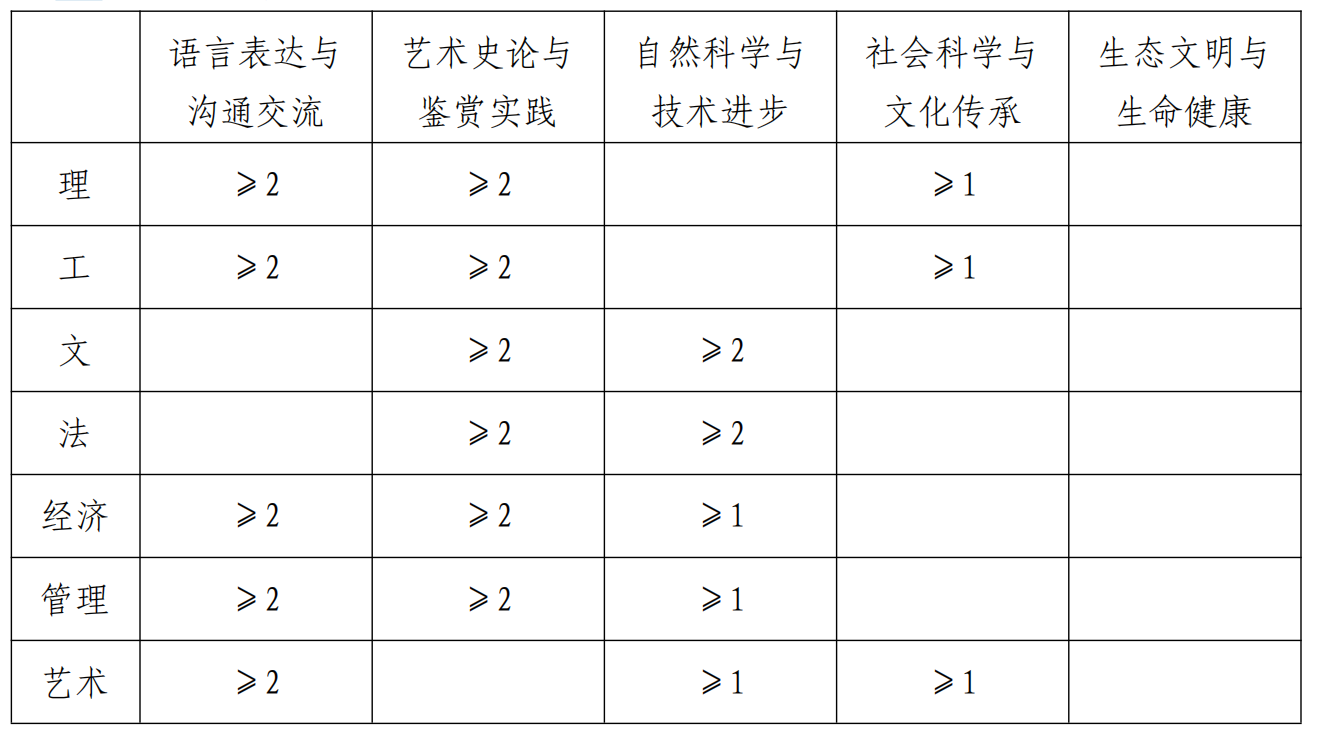 语言表达与 艺术史论与 自然科学与 社会科学与 生态文明与
沟通交流 鉴赏实践 技术进步 文化传承 生命健康
理 ⩾2 ⩾2 ⩾1
工 ⩾2 ⩾2 ⩾1
文 ⩾2 ⩾2
法 ⩾2 ⩾2
经济 ⩾2 ⩾2 ⩾1
管理 ⩾2 ⩾2 ⩾1
艺术 ⩾2 ⩾1 ⩾1